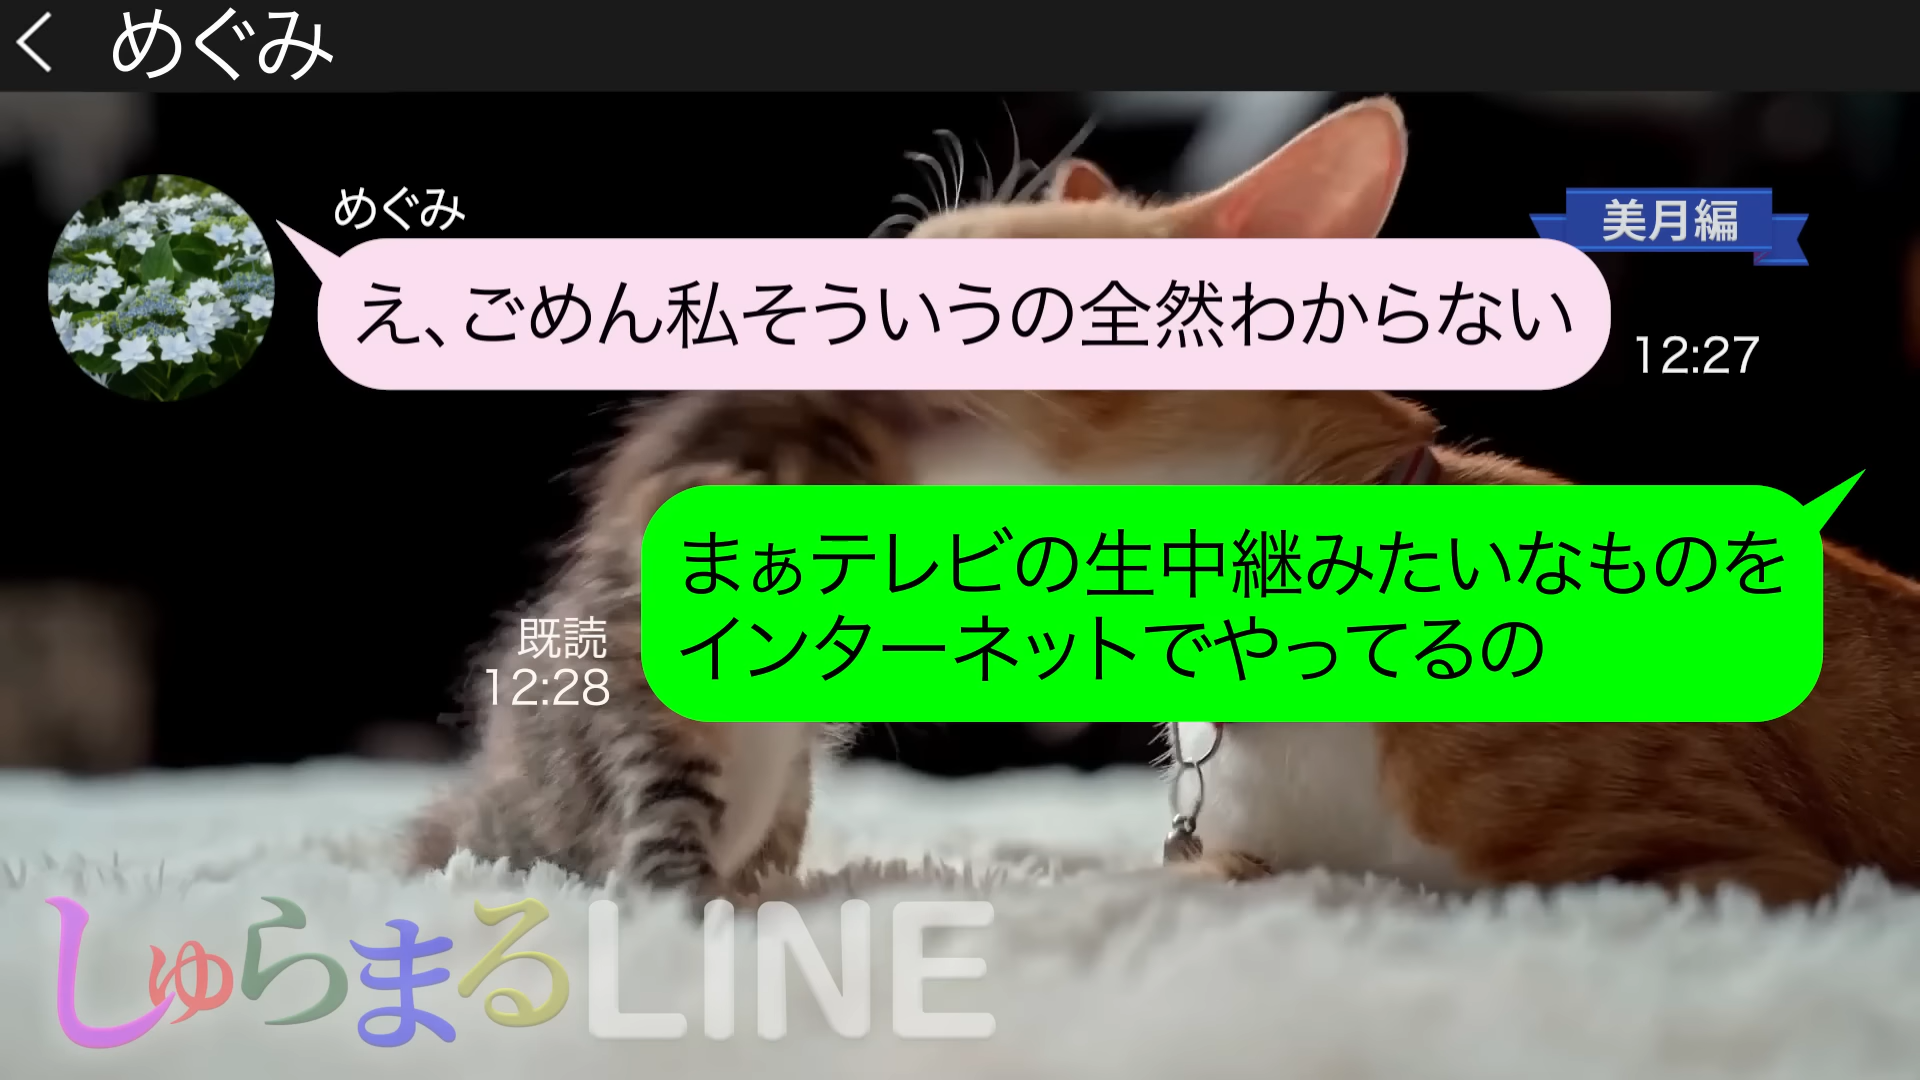 めぐみ
めぐみ
美月編
え、ごめん私そういうの全然わからない
12:27
まぁテレビの生中継みたいなものを
インターネットでやってるの
既読
12:28
しゅらまるLINE